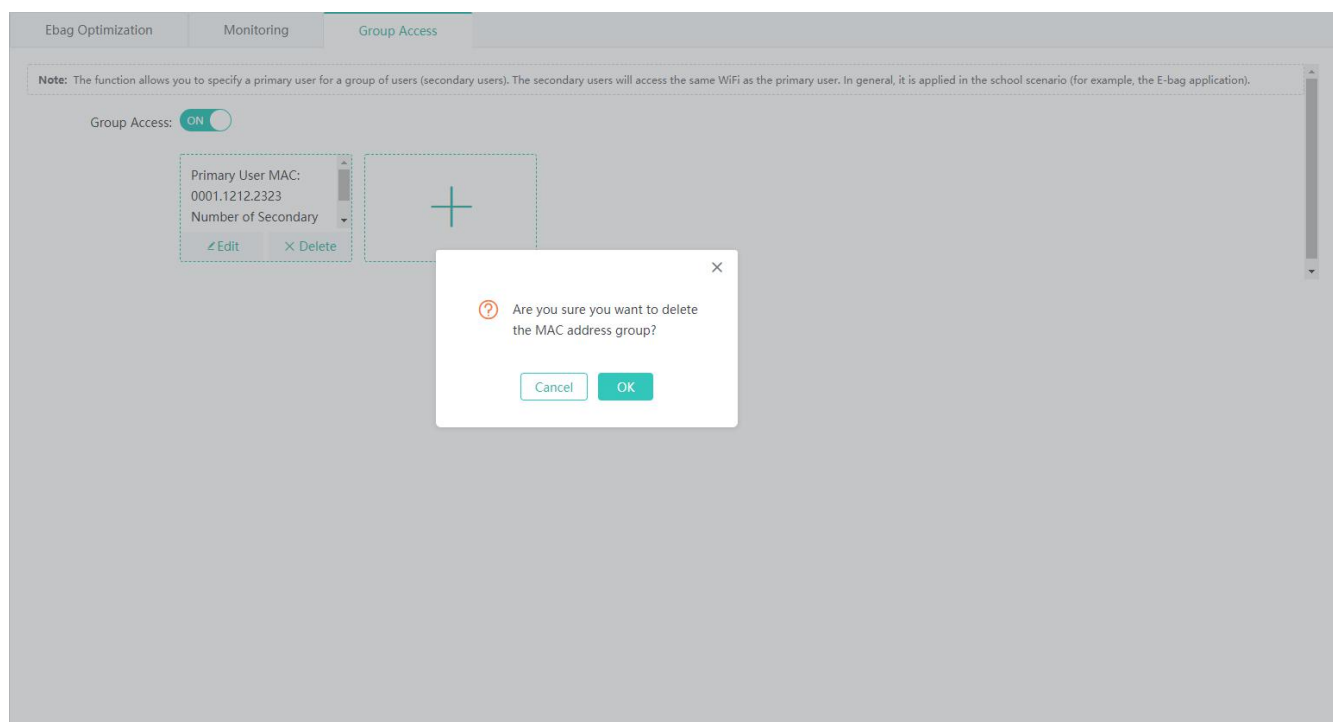 Ebag Optimization Monitoring Group Access
Note: The function allows you to specify a primary user for a group of users (secondary users). The secondary users will access the same WiFi as the primary user. In general, it is applied in the school scenario (for example, the E-bag application).
Group Access: ON
Primary User MAC:
0001.1212.2323
Number of Secondary
Edit Delete
Are you sure you want to delete
the MAC address group?
Cancel OK